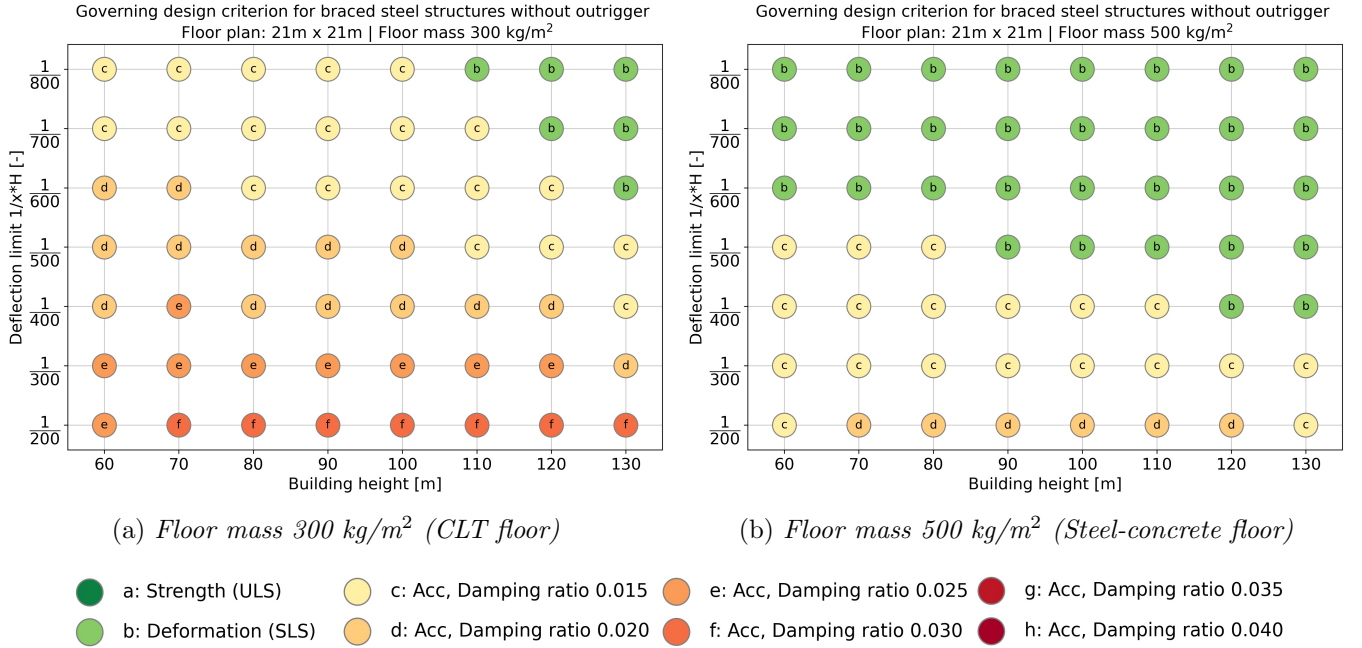 Governing design criterion for braced steel structures without outrigger
Floor plan: 21m x 21m | Floor mass 300 kg/m²
Deflection limit 1/x*H [-]
1/800 c c c c c b b b
1/700 c c c c c c b b
1/600 d d c c c c c b
1/500 d d d d d c c c
1/400 d e d d d d d c
1/300 e e e e e e e d
1/200 e f f f f f f f
60 70 80 90 100 110 120 130
Building height [m]
(a) Floor mass 300 kg/m² (CLT floor)
Governing design criterion for braced steel structures without outrigger
Floor plan: 21m x 21m | Floor mass 500 kg/m²
Deflection limit 1/x*H [-]
1/800 b b b b b b b b
1/700 b b b b b b b b
1/600 b b b b b b b b
1/500 c c c b b b b b
1/400 c c c c c c b b
1/300 c c c c c c c c
1/200 c d d d d d d c
60 70 80 90 100 110 120 130
Building height [m]
(b) Floor mass 500 kg/m² (Steel-concrete floor)
a: Strength (ULS)
b: Deformation (SLS)
c: Acc, Damping ratio 0.015
d: Acc, Damping ratio 0.020
e: Acc, Damping ratio 0.025
f: Acc, Damping ratio 0.030
g: Acc, Damping ratio 0.035
h: Acc, Damping ratio 0.040